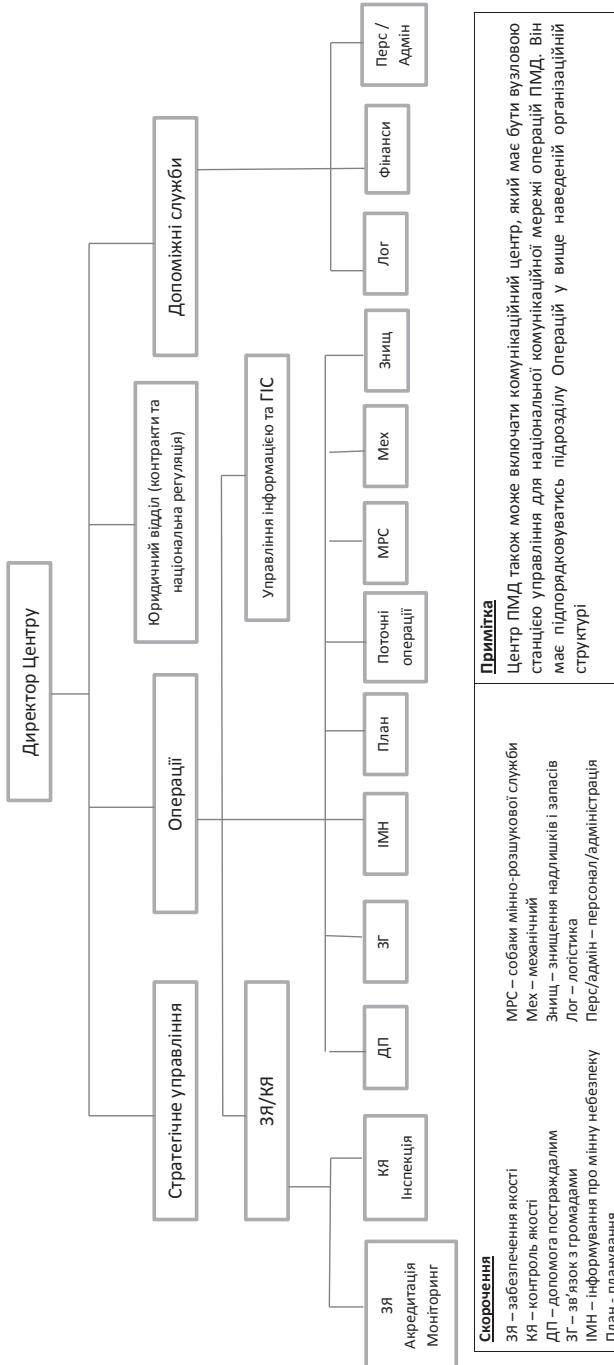 Директор Центру
Стратегічне управління
Операції
Юридичний відділ (контракти та
національна регуляція)
Допоміжні служби
ЗЯ/КЯ
Управління інформацією та ГІС
ЗЯ
Акредитація
Моніторинг
КЯ
Інспекція
ДП
ЗГ
ІМН
План
Поточні
операції
МРС
Мех
Знищ
Лог
Фінанси
Перс /
Адмін
Скорочення
ЗЯ – забезпечення якості
КЯ – контроль якості
ДП – допомога постраждалим
ЗГ – зв’язок з громадами
ІМН – інформування про мінну небезпеку
План - планування
МРС – собаки мінно-розшукової служби
Мех – механічний
Знищ – знищення надлишків і запасів
Лог – логістика
Перс/адмін – персонал/адміністрація
Примітка
Центр ПМД також може включати комунікаційний центр, який має бути вузловою
станцією управління для національної комунікаційної мережі операцій ПМД. Він
має підпорядковуватись підрозділу Операцій у вище наведеній організаційній
структурі